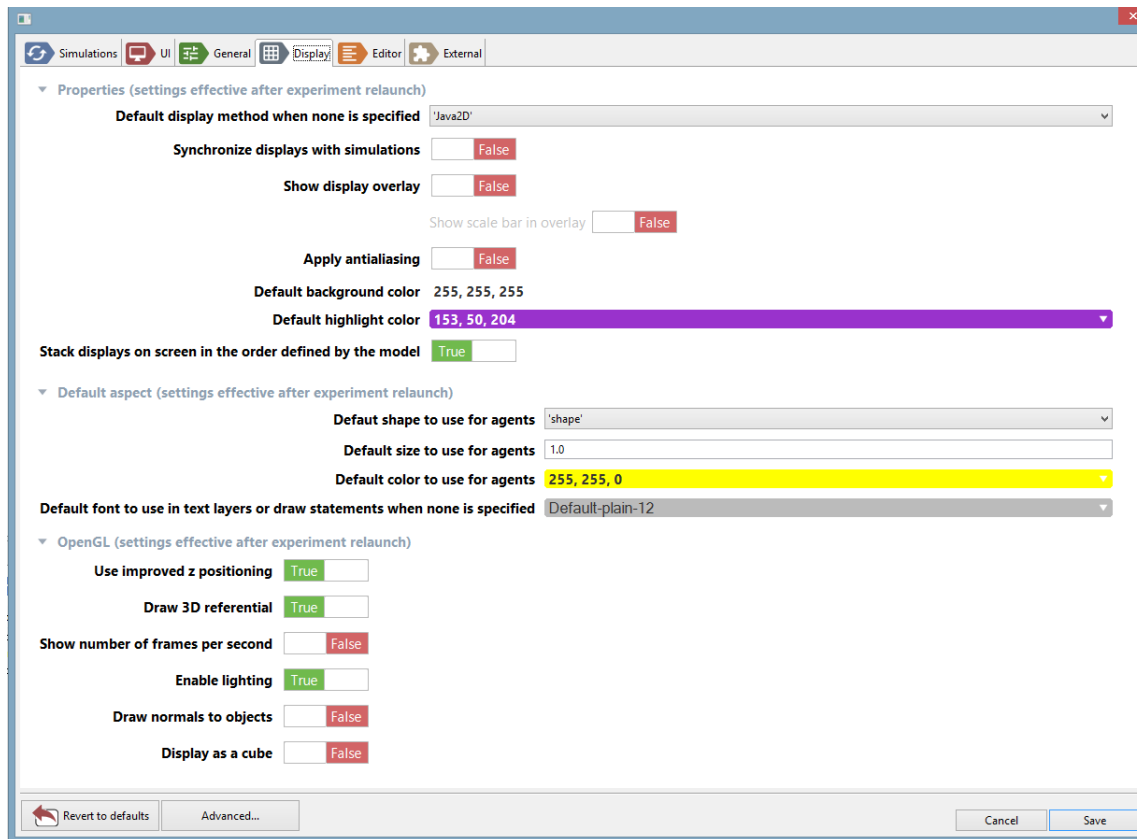 Simulations UI General Display Editor External
Properties (settings effective after experiment relaunch)
Default display method when none is specified 'Java2D'
Synchronize displays with simulations False
Show display overlay False
Show scale bar in overlay False
Apply antialiasing False
Default background color 255, 255, 255
Default highlight color 153, 50, 204
Stack displays on screen in the order defined by the model True
Default aspect (settings effective after experiment relaunch)
Defaut shape to use for agents 'shape'
Default size to use for agents 1.0
Default color to use for agents 255, 255, 0
Default font to use in text layers or draw statements when none is specified Default-plain-12
OpenGL (settings effective after experiment relaunch)
Use improved z positioning True
Draw 3D referential True
Show number of frames per second False
Enable lighting True
Draw normals to objects False
Display as a cube False
Revert to defaults Advanced... Cancel Save